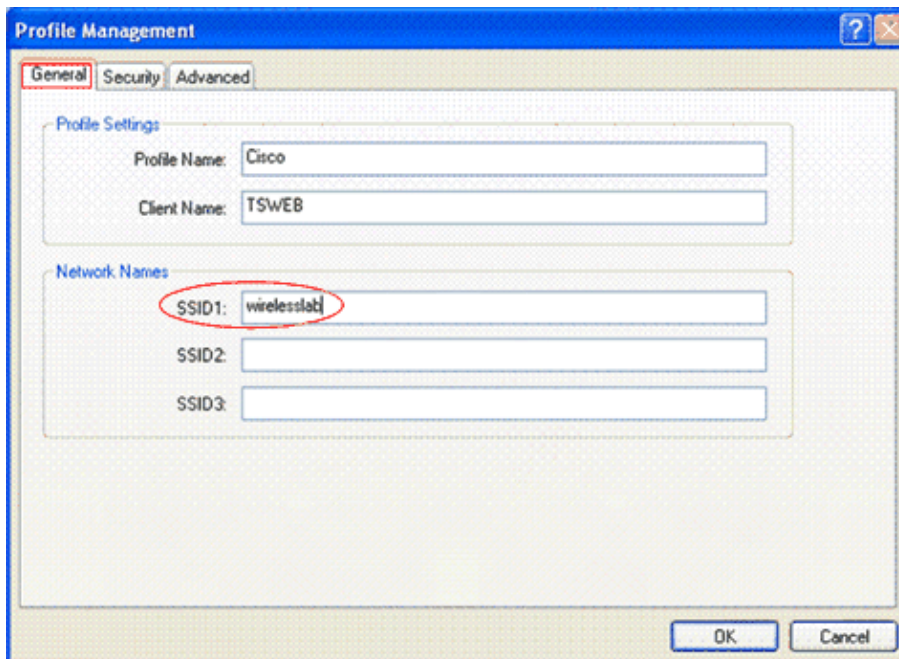 Profile Management
General Security Advanced
Profile Settings
Profile Name: Cisco
Client Name: TSWEB
Network Names
SSID1: wirelesslab
SSID2:
SSID3:
OK Cancel